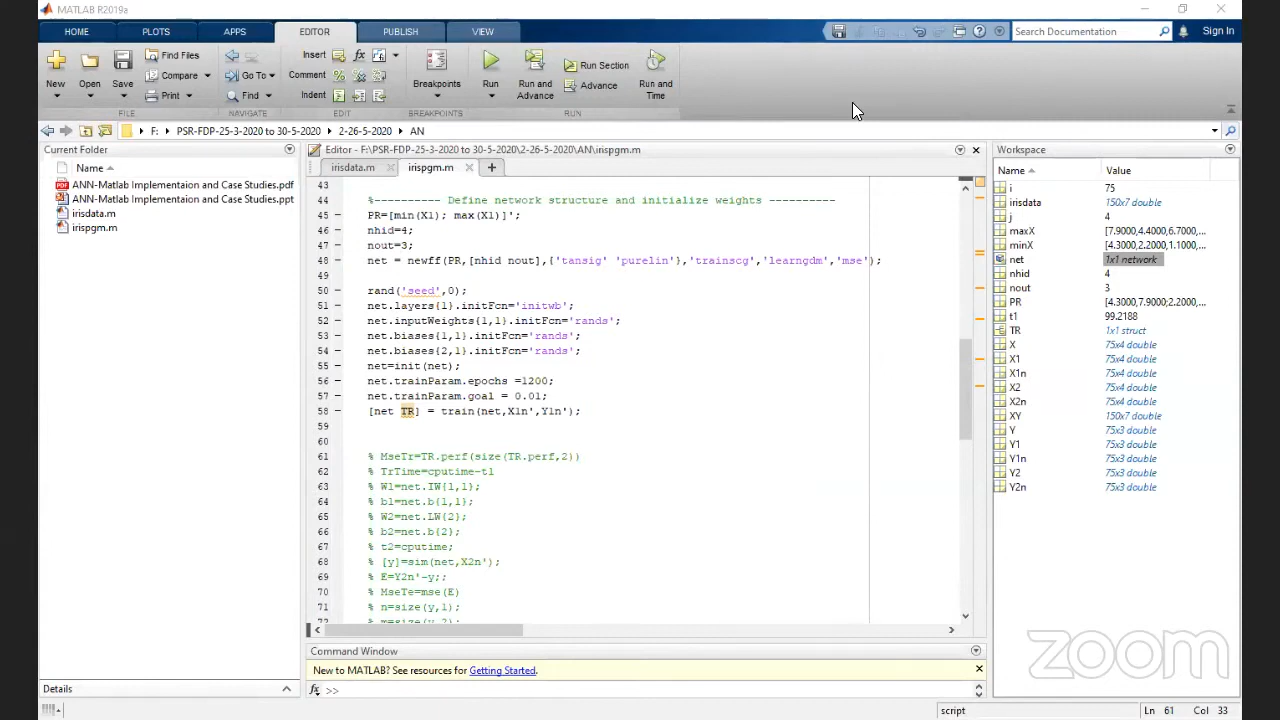 MATLAB R2019a
HOME PLOTS APPS EDITOR PUBLISH VIEW
Search Documentation Sign In
New Open Save Find Files Compare Print
Insert Comment Indent
Go To Find
Breakpoints Run Run and Advance Run Section Advance Run and Time
FILE NAVIGATE EDIT BREAKPOINTS RUN
F: PSR-FDP-25-3-2020 to 30-5-2020 2-26-5-2020 AN
Current Folder
Name
ANN-Matlab Implementaion and Case Studies.pdf
ANN-Matlab Implementaion and Case Studies.ppt
irisdata.m
irispgm.m
Details
Editor - F:\PSR-FDP-25-3-2020 to 30-5-2020\2-26-5-2020\AN\irispgm.m
irisdata.m irispgm.m
43
44 %---------- Define network structure and initialize weights ----------
45 PR=[min(X1); max(X1)]';
46 nhid=4;
47 nout=3;
48 net = newff(PR,[nhid nout],{'tansig' 'purelin'},'trainscg','learngdm','mse');
50 rand('seed',0);
51 net.layers{1}.initFcn='initwb';
52 net.inputWeights{1,1}.initFcn='rands';
53 net.biases{1,1}.initFcn='rands';
54 net.biases{2,1}.initFcn='rands';
55 net=init(net);
56 net.trainParam.epochs =1200;
57 net.trainParam.goal = 0.01;
58 [net TR] = train(net,X1n',Y1n');
59
60
61 % MseTr=TR.perf(size(TR.perf,2))
62 % TrTime=cputime-t1
63 % W1=net.IW{1,1};
64 % b1=net.b{1,1};
65 % W2=net.LW{2};
66 % b2=net.b{2};
67 % t2=cputime;
68 % [y]=sim(net,X2n');
69 % E=Y2n'-y;;
70 % MseTe=mse(E)
71 % n=size(y,1);
72 % m=size(y,2);
Command Window
New to MATLAB? See resources for Getting Started.
fx >>
Workspace
Name Value
i 75
irisdata 150x7 double
j 4
maxX [7.9000,4.4000,6.7000,...
minX [4.3000,2.2000,1.1000,...
net 1x1 network
nhid 4
nout 3
PR [4.3000,7.9000;2.2000,...
t1 99.2188
TR 1x1 struct
X 75x4 double
X1 75x4 double
X1n 75x4 double
X2 75x4 double
X2n 75x4 double
XY 150x7 double
Y 75x3 double
Y1 75x3 double
Y1n 75x3 double
Y2 75x3 double
Y2n 75x3 double
zoom
script Ln 61 Col 33